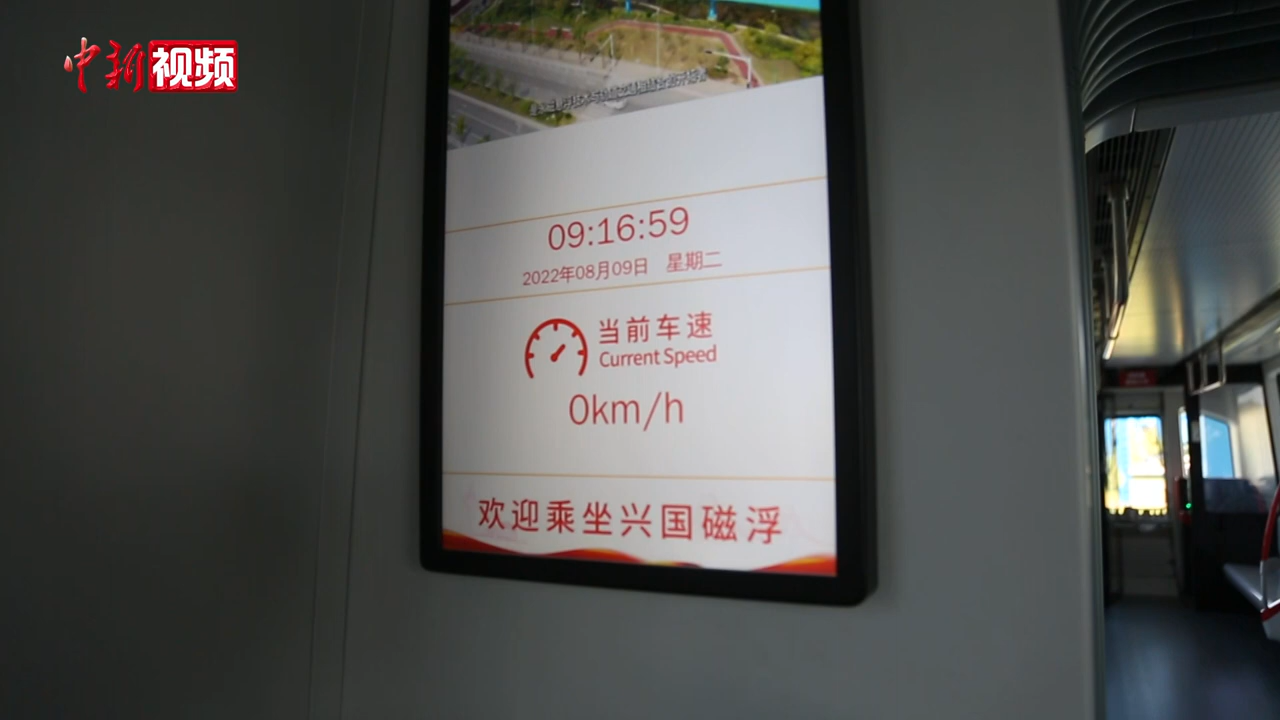 中新视频
09:16:59
2022年08月09日 星期二
当前车速
Current Speed
0km/h
欢迎乘坐兴国磁浮